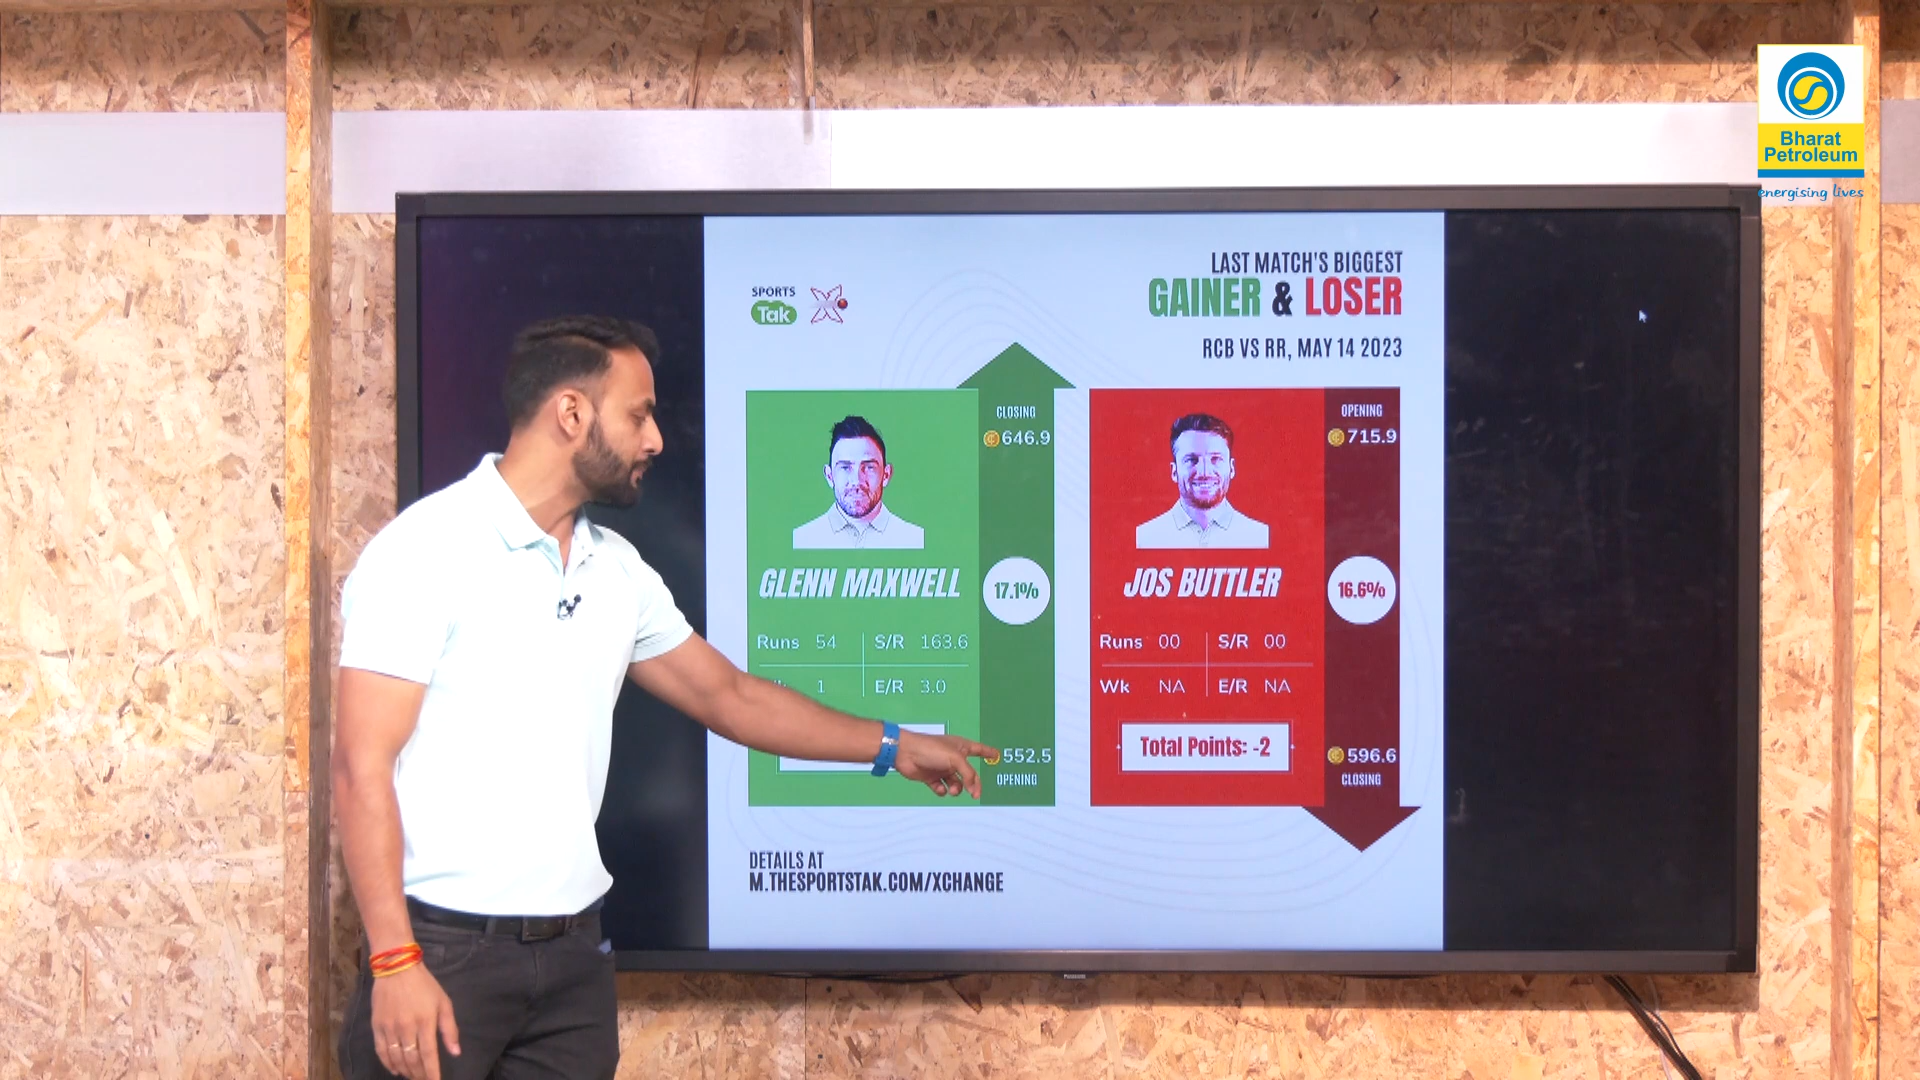 Bharat
Petroleum
energising lives
LAST MATCH'S BIGGEST
GAINER & LOSER
RCB VS RR, MAY 14 2023
SPORTS
Tak
CLOSING
646.9
GLENN MAXWELL
17.1%
Runs 54 S/R 163.6
1 E/R 3.0
552.5
OPENING
OPENING
715.9
JOS BUTTLER
16.6%
Runs 00 S/R 00
Wk NA E/R NA
Total Points: -2
596.6
CLOSING
DETAILS AT
M.THESPORTSTAK.COM/XCHANGE
Panasonic